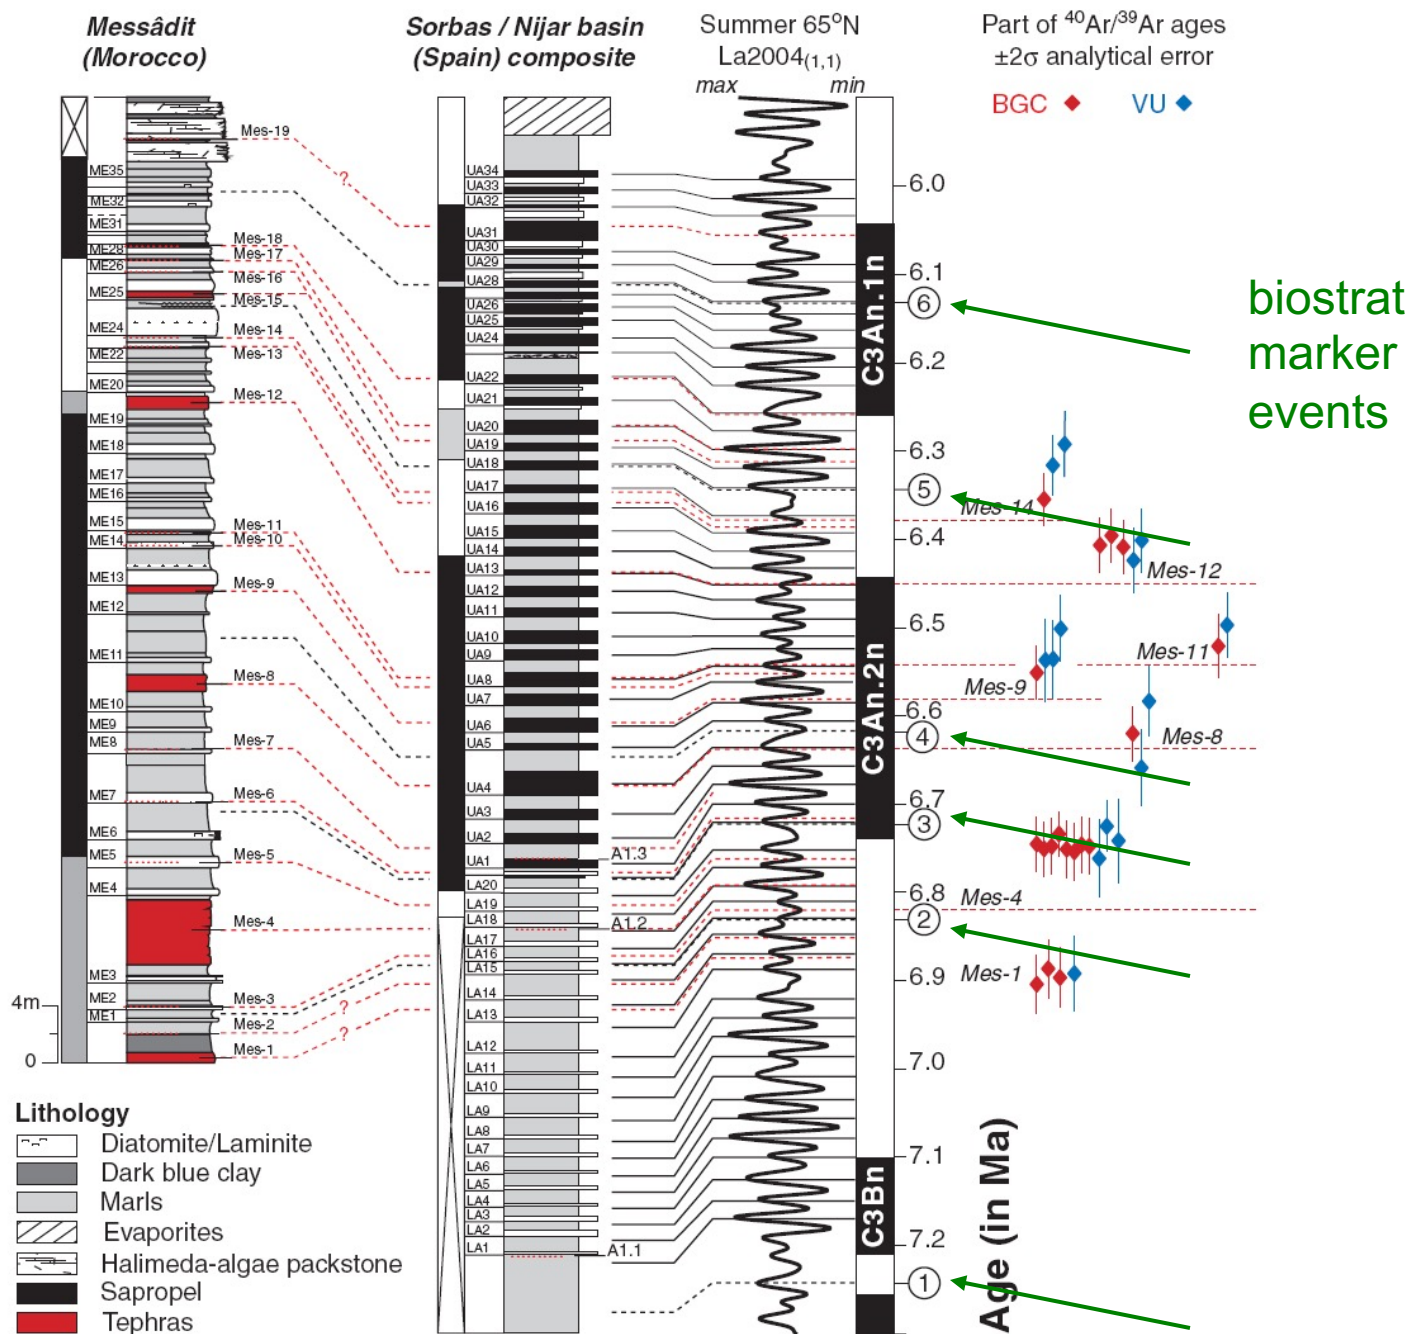 Messâdit
(Morocco)
Sorbas / Nijar basin
(Spain) composite
Summer 65°N
La2004(1,1)
max
min
Part of ⁴⁰Ar/³⁹Ar ages
±2σ analytical error
BGC
VU
ME35
ME32
ME31
ME28
ME26
ME25
ME24
ME22
ME20
ME19
ME18
ME17
ME16
ME15
ME14
ME13
ME12
ME11
ME10
ME9
ME8
ME7
ME6
ME5
ME4
ME3
ME2
ME1
4m
0
Mes-19
Mes-18
Mes-17
Mes-16
Mes-15
Mes-14
Mes-13
Mes-12
Mes-11
Mes-10
Mes-9
Mes-8
Mes-7
Mes-6
Mes-5
Mes-4
Mes-3
Mes-2
Mes-1
?
?
?
UA34
UA33
UA32
UA31
UA30
UA29
UA28
UA26
UA25
UA24
UA22
UA21
UA20
UA19
UA18
UA17
UA16
UA15
UA14
UA13
UA12
UA11
UA10
UA9
UA8
UA7
UA6
UA5
UA4
UA3
UA2
UA1
LA20
LA19
LA18
LA17
LA16
LA15
LA14
LA13
LA12
LA11
LA10
LA9
LA8
LA7
LA6
LA5
LA4
LA3
LA2
LA1
A1.3
A1.2
A1.1
C3An.1n
C3An.2n
C3Bn
6.0
6.1
6
6.2
6.3
5
6.4
6.5
6.6
4
6.7
3
6.8
2
6.9
7.0
7.1
7.2
1
Age (in Ma)
Mes-14
Mes-12
Mes-11
Mes-9
Mes-8
Mes-4
Mes-1
biostrat
marker
events
Lithology
Diatomite/Laminite
Dark blue clay
Marls
Evaporites
Halimeda-algae packstone
Sapropel
Tephras